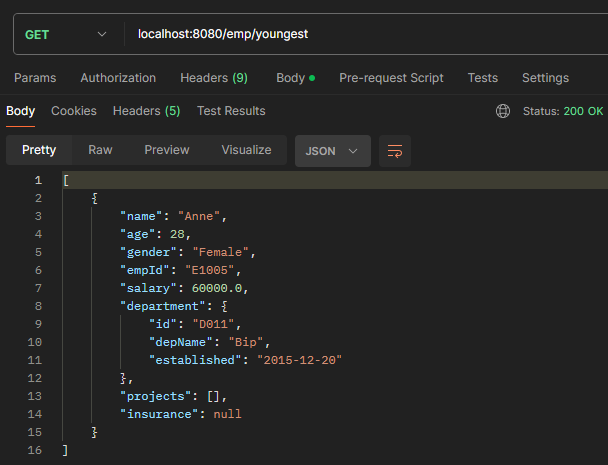 GET localhost:8080/emp/youngest
Params Authorization Headers (9) Body Pre-request Script Tests Settings
Body Cookies Headers (5) Test Results Status: 200 OK
Pretty Raw Preview Visualize JSON
1 [
2 {
3 "name": "Anne",
4 "age": 28,
5 "gender": "Female",
6 "empId": "E1005",
7 "salary": 60000.0,
8 "department": {
9 "id": "D011",
10 "depName": "Bip",
11 "established": "2015-12-20"
12 },
13 "projects": [],
14 "insurance": null
15 }
16 ]